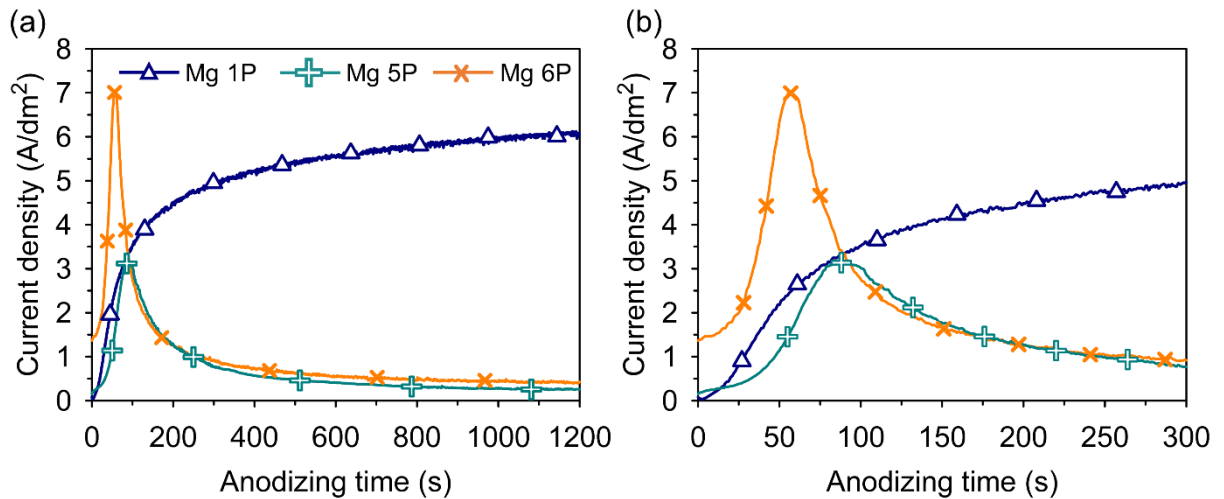 (a)
8
7
6
5
4
3
2
1
0
Current density (A/dm²)
Mg 1P Mg 5P Mg 6P
0 200 400 600 800 1000 1200
Anodizing time (s)
(b)
8
7
6
5
4
3
2
1
0
Current density (A/dm²)
0 50 100 150 200 250 300
Anodizing time (s)